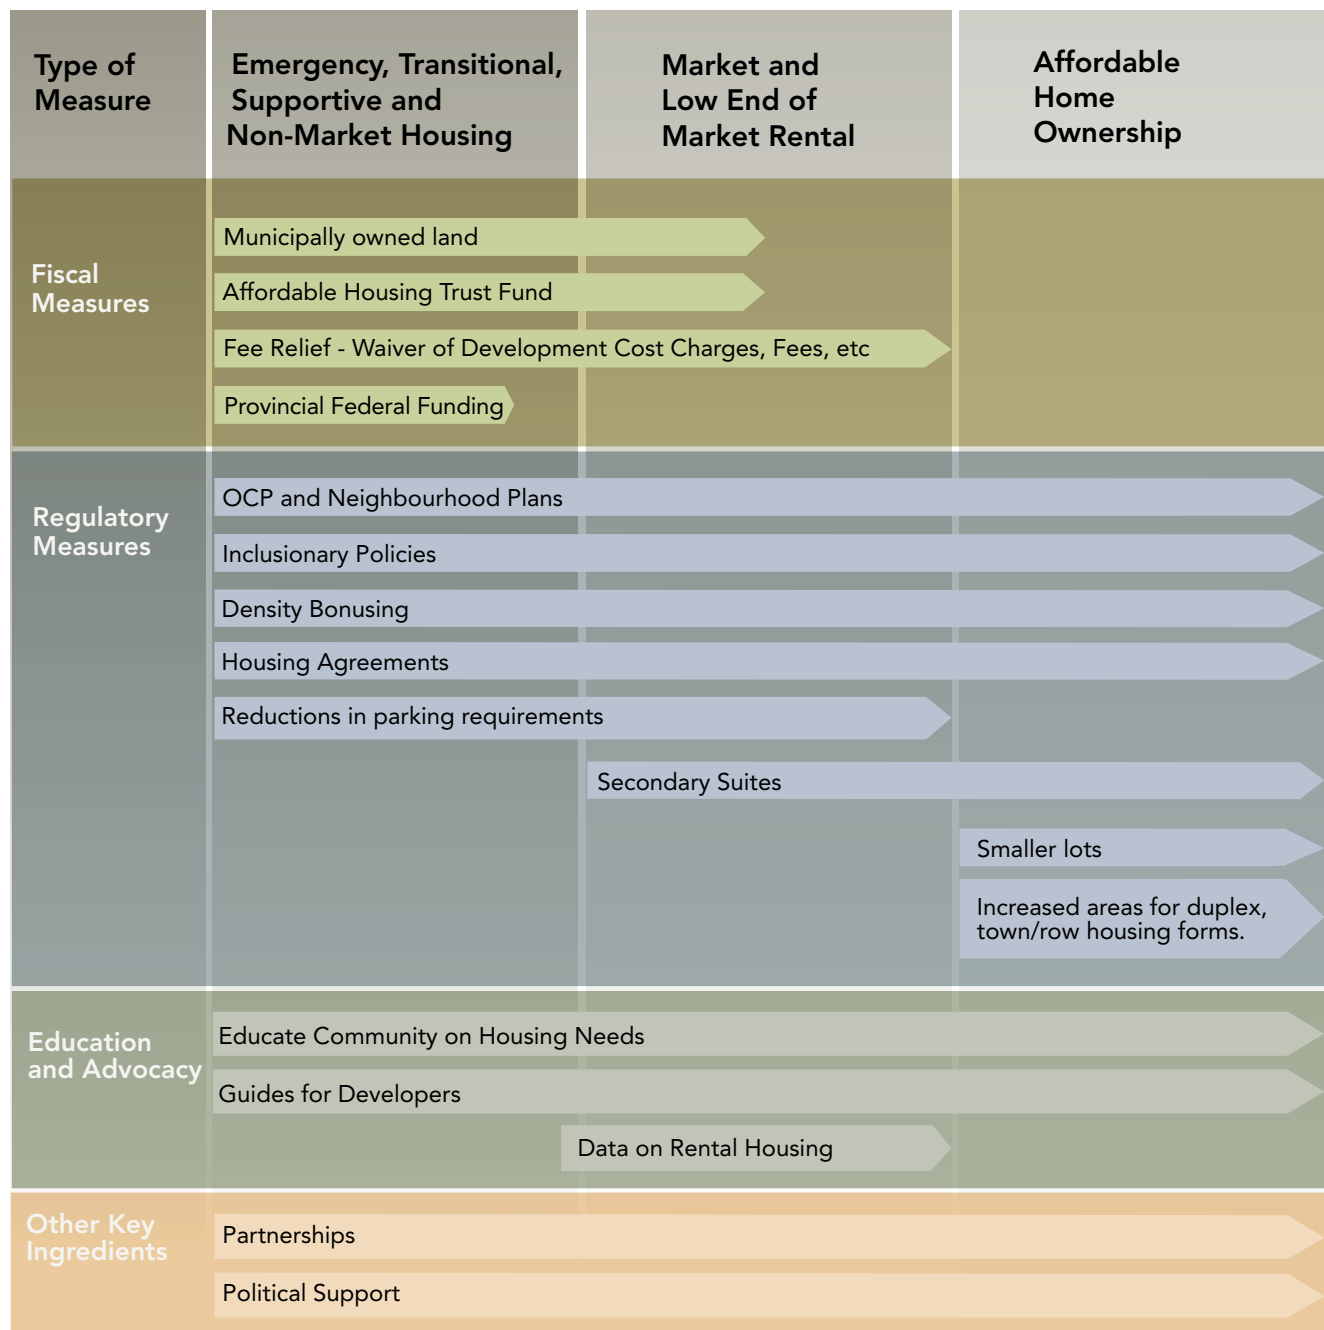 Type of
Measure
Emergency, Transitional,
Supportive and
Non-Market Housing
Market and
Low End of
Market Rental
Affordable
Home
Ownership
Fiscal
Measures
Municipally owned land
Affordable Housing Trust Fund
Fee Relief - Waiver of Development Cost Charges, Fees, etc
Provincial Federal Funding
Regulatory
Measures
OCP and Neighbourhood Plans
Inclusionary Policies
Density Bonusing
Housing Agreements
Reductions in parking requirements
Secondary Suites
Smaller lots
Increased areas for duplex,
town/row housing forms.
Education
and Advocacy
Educate Community on Housing Needs
Guides for Developers
Data on Rental Housing
Other Key
Ingredients
Partnerships
Political Support